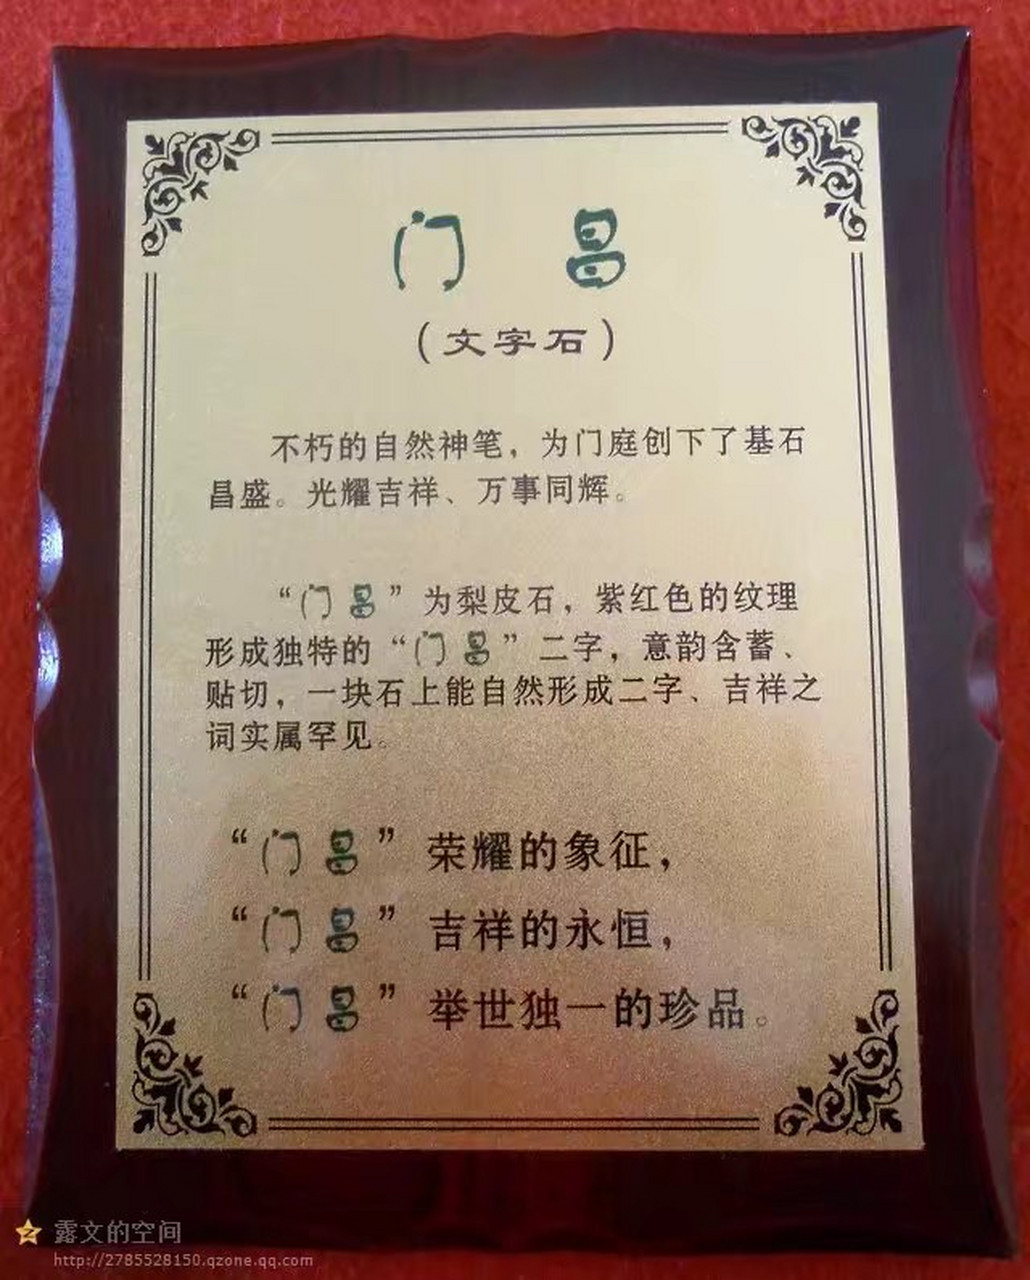 门 昌
（文字石）
不朽的自然神笔，为门庭创下了基石
昌盛。光耀吉祥、万事同辉。
“门 昌”为梨皮石，紫红色的纹理
形成独特的“门 昌”二字，意韵含蓄、
贴切，一块石上能自然形成二字、吉祥之
词实属罕见。
“门 昌”荣耀的象征，
“门 昌”吉祥的永恒，
“门 昌”举世独一的珍品。
露文的空间
http://2785528150.qzone.qq.com